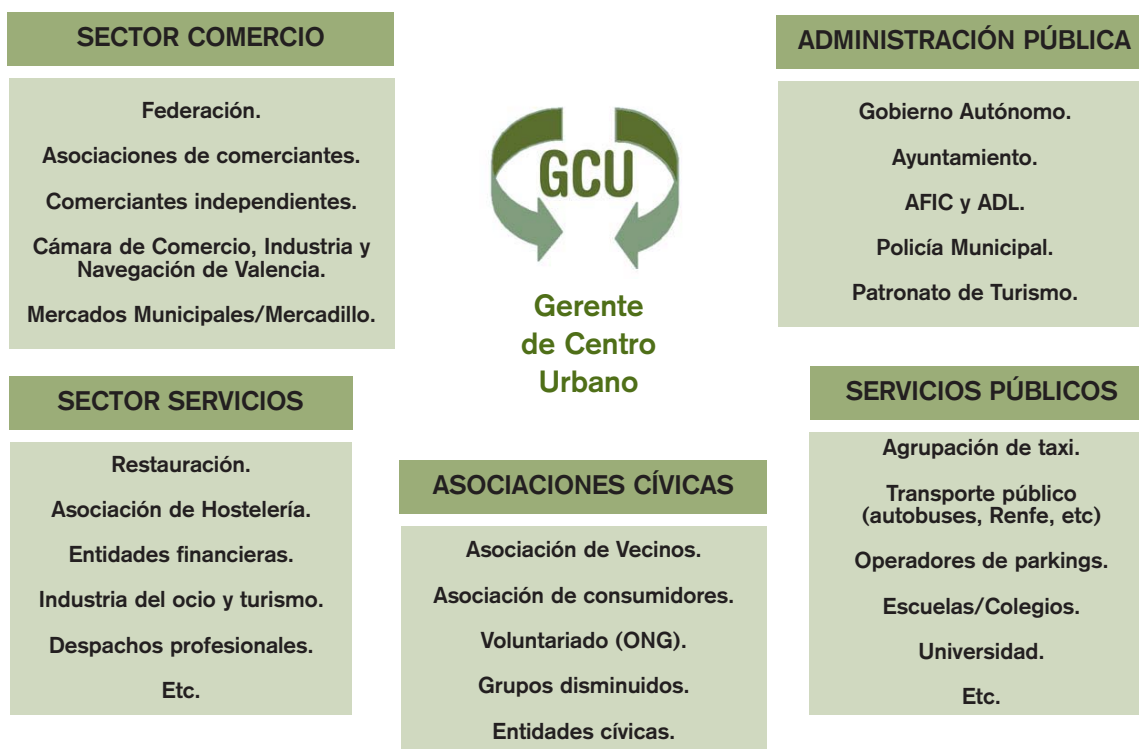 SECTOR COMERCIO
Federación.
Asociaciones de comerciantes.
Comerciantes independientes.
Cámara de Comercio, Industria y
Navegación de Valencia.
Mercados Municipales/Mercadillo.
SECTOR SERVICIOS
Restauración.
Asociación de Hostelería.
Entidades financieras.
Industria del ocio y turismo.
Despachos profesionales.
Etc.
GCU
Gerente
de Centro
Urbano
ASOCIACIONES CÍVICAS
Asociación de Vecinos.
Asociación de consumidores.
Voluntariado (ONG).
Grupos disminuidos.
Entidades cívicas.
ADMINISTRACIÓN PÚBLICA
Gobierno Autónomo.
Ayuntamiento.
AFIC y ADL.
Policía Municipal.
Patronato de Turismo.
SERVICIOS PÚBLICOS
Agrupación de taxi.
Transporte público
(autobuses, Renfe, etc)
Operadores de parkings.
Escuelas/Colegios.
Universidad.
Etc.